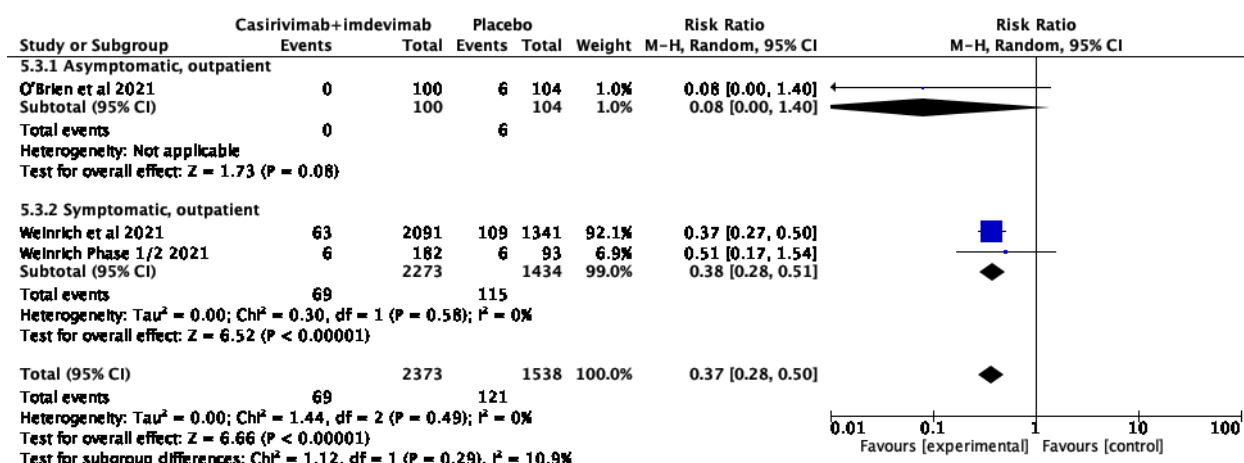 Casirivimab+imdevimab Placebo Risk Ratio Risk Ratio
Study or Subgroup Events Total Events Total Weight M-H, Random, 95% CI M-H, Random, 95% CI
5.3.1 Asymptomatic, outpatient
O'Brien et al 2021 0 100 6 104 1.0% 0.08 [0.00, 1.40]
Subtotal (95% CI) 100 104 1.0% 0.08 [0.00, 1.40]
Total events 0 6
Heterogeneity: Not applicable
Test for overall effect: Z = 1.73 (P = 0.08)
5.3.2 Symptomatic, outpatient
Weinrich et al 2021 63 2091 109 1341 92.1% 0.37 [0.27, 0.50]
Weinrich Phase 1/2 2021 6 182 6 93 6.9% 0.51 [0.17, 1.54]
Subtotal (95% CI) 2273 1434 99.0% 0.38 [0.28, 0.51]
Total events 69 115
Heterogeneity: Tau² = 0.00; Chi² = 0.30, df = 1 (P = 0.58); I² = 0%
Test for overall effect: Z = 6.52 (P < 0.00001)
Total (95% CI) 2373 1538 100.0% 0.37 [0.28, 0.50]
Total events 69 121
Heterogeneity: Tau² = 0.00; Chi² = 1.44, df = 2 (P = 0.49); I² = 0%
Test for overall effect: Z = 6.66 (P < 0.00001)
Test for subgroup differences: Chi² = 1.12, df = 1 (P = 0.29), I² = 10.9%
0.01 0.1 1 10 100
Favours [experimental] Favours [control]